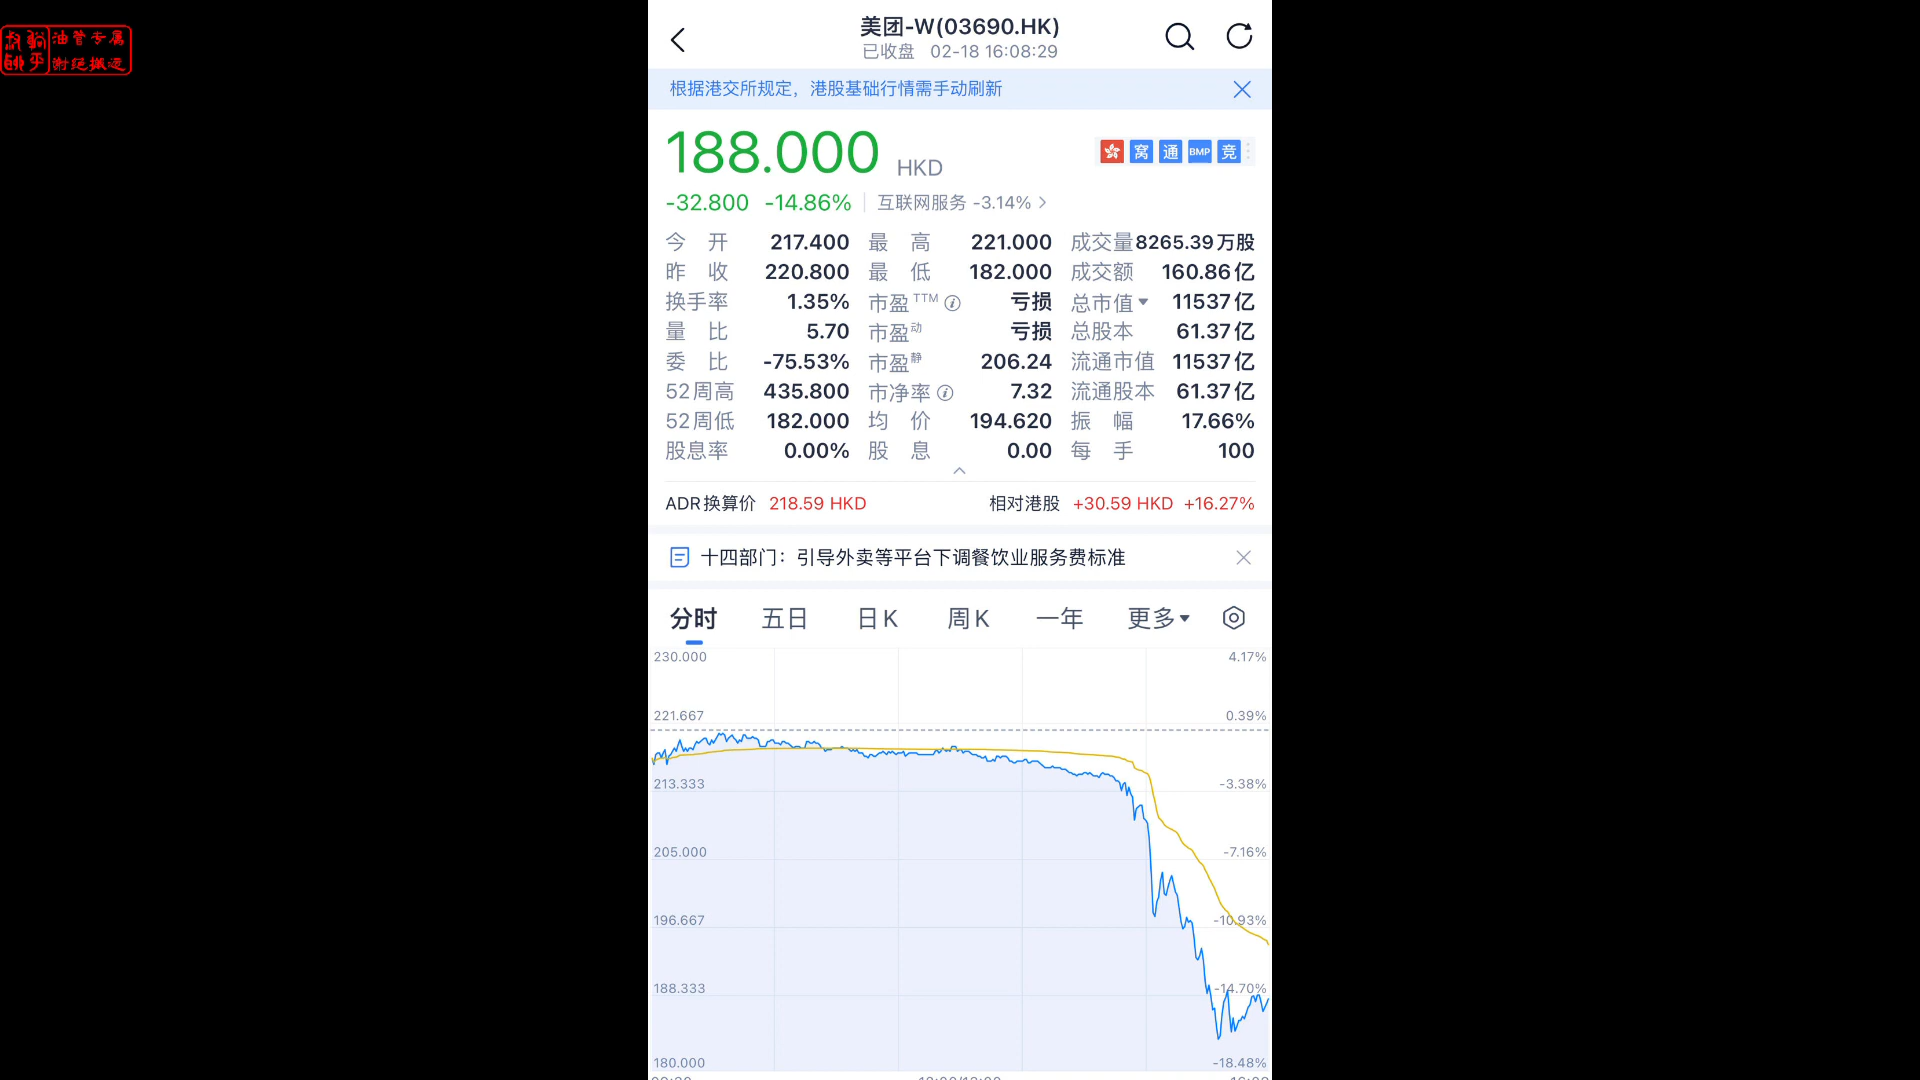 油管专属
谢绝搬运
美团-W(03690.HK)
已收盘 02-18 16:08:29
根据港交所规定，港股基础行情需手动刷新
188.000 HKD
窝 通 BMP 竞
-32.800 -14.86% 互联网服务 -3.14%
今开 217.400 最高 221.000 成交量 8265.39万股
昨收 220.800 最低 182.000 成交额 160.86亿
换手率 1.35% 市盈TTM 亏损 总市值 11537亿
量比 5.70 市盈动 亏损 总股本 61.37亿
委比 -75.53% 市盈静 206.24 流通市值 11537亿
52周高 435.800 市净率 7.32 流通股本 61.37亿
52周低 182.000 均价 194.620 振幅 17.66%
股息率 0.00% 股息 0.00 每手 100
ADR换算价 218.59 HKD 相对港股 +30.59 HKD +16.27%
十四部门：引导外卖等平台下调餐饮业服务费标准
分时 五日 日K 周K 一年 更多
230.000 4.17%
221.667 0.39%
213.333 -3.38%
205.000 -7.16%
196.667 -10.93%
188.333 -14.70%
180.000 -18.48%